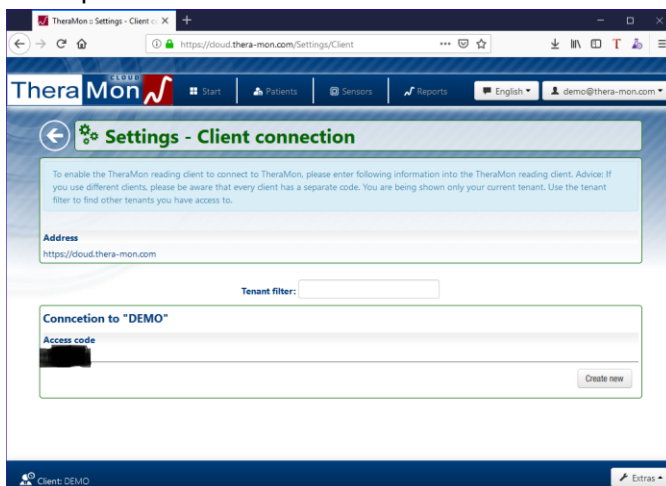 TheraMon :: Settings - Client co
https://cloud.thera-mon.com/Settings/Client
TheraMon CLOUD
Start
Patients
Sensors
Reports
English
demo@thera-mon.com
Settings - Client connection
To enable the TheraMon reading client to connect to TheraMon, please enter following information into the TheraMon reading client. Advice: If
you use different clients, please be aware that every client has a separate code. You are being shown only your current tenant. Use the tenant
filter to find other tenants you have access to.
Address
https://cloud.thera-mon.com
Tenant filter:
Conncetion to "DEMO"
Access code
Create new
Client: DEMO
Extras